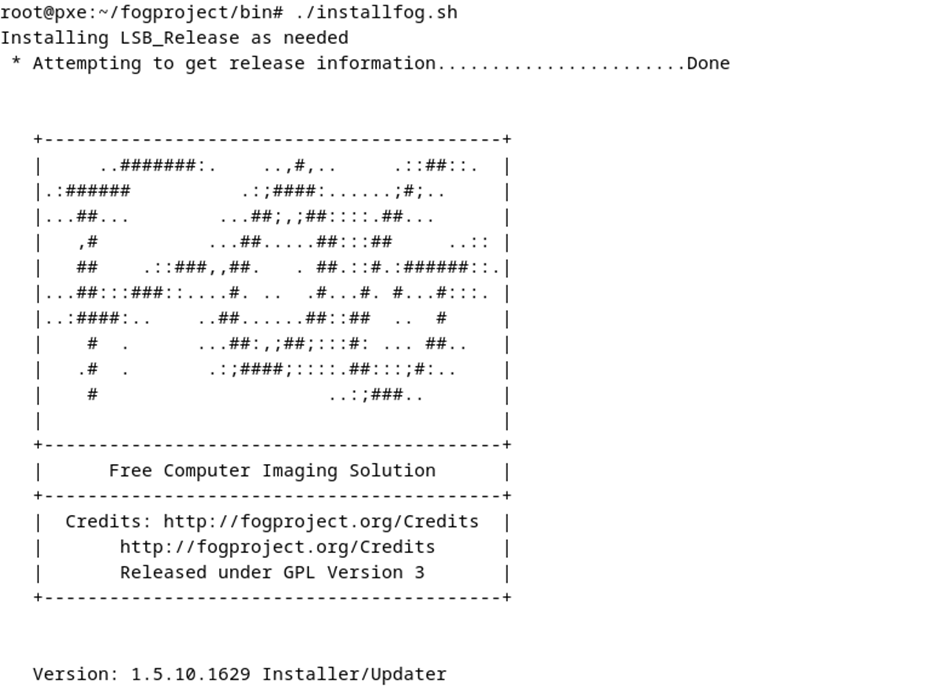 root@pxe:~/fogproject/bin# ./installfog.sh
Installing LSB_Release as needed
 * Attempting to get release information.......................Done


   +------------------------------------------+
   |     ..#######:.    ..,#,..     .::##::.  |
   |.:######          .:;####:......;#;..     |
   |...##...        ...##;,;##::::.##...      |
   |   ,#          ...##.....##:::##     ..:: |
   |   ##    .::###,,##.   . ##.::#.:######::.|
   |...##:::###::....#. ..  .#...#. #...#:::. |
   |..:####:..    ..##......##::##  ..  #     |
   |    #  .      ...##:,;##;:::#: ... ##..   |
   |   .#  .       .:;####;::::.##:::;#:..    |
   |    #                     ..:;###..       |
   |                                          |
   +------------------------------------------+
   |      Free Computer Imaging Solution      |
   +------------------------------------------+
   |  Credits: http://fogproject.org/Credits  |
   |       http://fogproject.org/Credits      |
   |       Released under GPL Version 3       |
   +------------------------------------------+


   Version: 1.5.10.1629 Installer/Updater